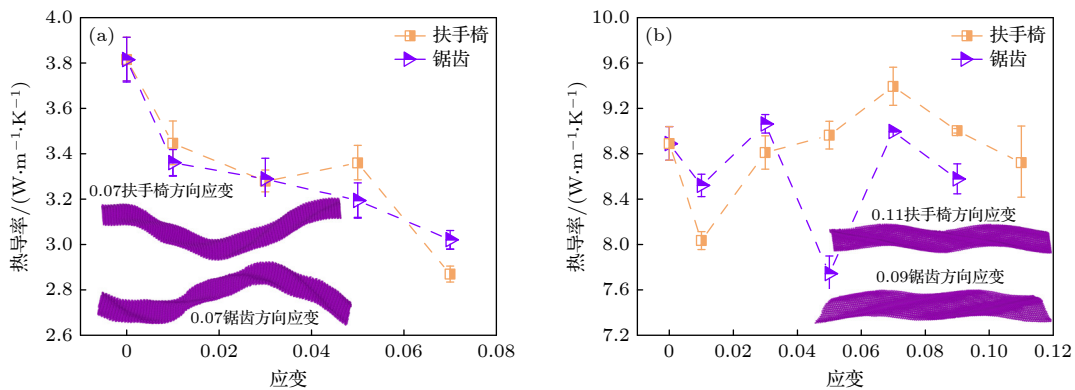 (a)
扶手椅
锯齿
热导率/(W·m⁻¹·K⁻¹)
4.0
3.8
3.6
3.4
3.2
3.0
2.8
2.6
0.07扶手椅方向应变
0.07锯齿方向应变
0
0.02
0.04
0.06
0.08
应变
(b)
扶手椅
锯齿
热导率/(W·m⁻¹·K⁻¹)
10.0
9.6
9.2
8.8
8.4
8.0
7.6
7.2
0.11扶手椅方向应变
0.09锯齿方向应变
0
0.02
0.04
0.06
0.08
0.10
0.12
应变